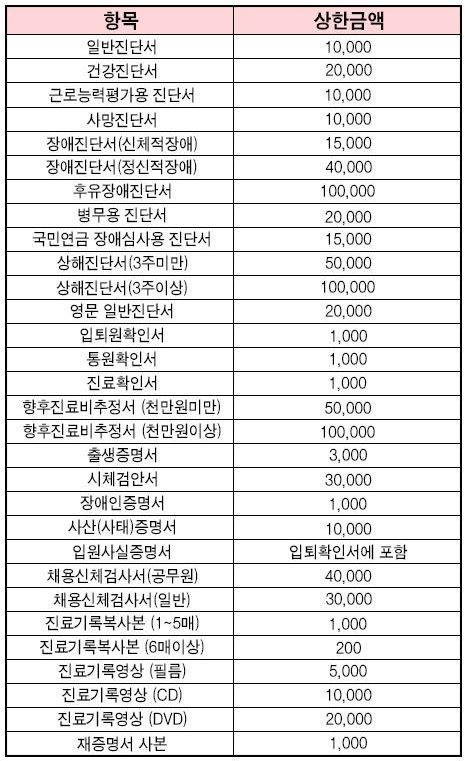 항목 상한금액
일반진단서 10,000
건강진단서 20,000
근로능력평가용 진단서 10,000
사망진단서 10,000
장애진단서(신체적장애) 15,000
장애진단서(정신적장애) 40,000
후유장애진단서 100,000
병무용 진단서 20,000
국민연금 장애심사용 진단서 15,000
상해진단서(3주미만) 50,000
상해진단서(3주이상) 100,000
영문 일반진단서 20,000
입퇴원확인서 1,000
통원확인서 1,000
진료확인서 1,000
향후진료비추정서 (천만원미만) 50,000
향후진료비추정서 (천만원이상) 100,000
출생증명서 3,000
시체검안서 30,000
장애인증명서 1,000
사산(사태)증명서 10,000
입원사실증명서 입퇴확인서에 포함
채용신체검사서(공무원) 40,000
채용신체검사서(일반) 30,000
진료기록복사본 (1~5매) 1,000
진료기록복사본 (6매이상) 200
진료기록영상 (필름) 5,000
진료기록영상 (CD) 10,000
진료기록영상 (DVD) 20,000
재증명서 사본 1,000